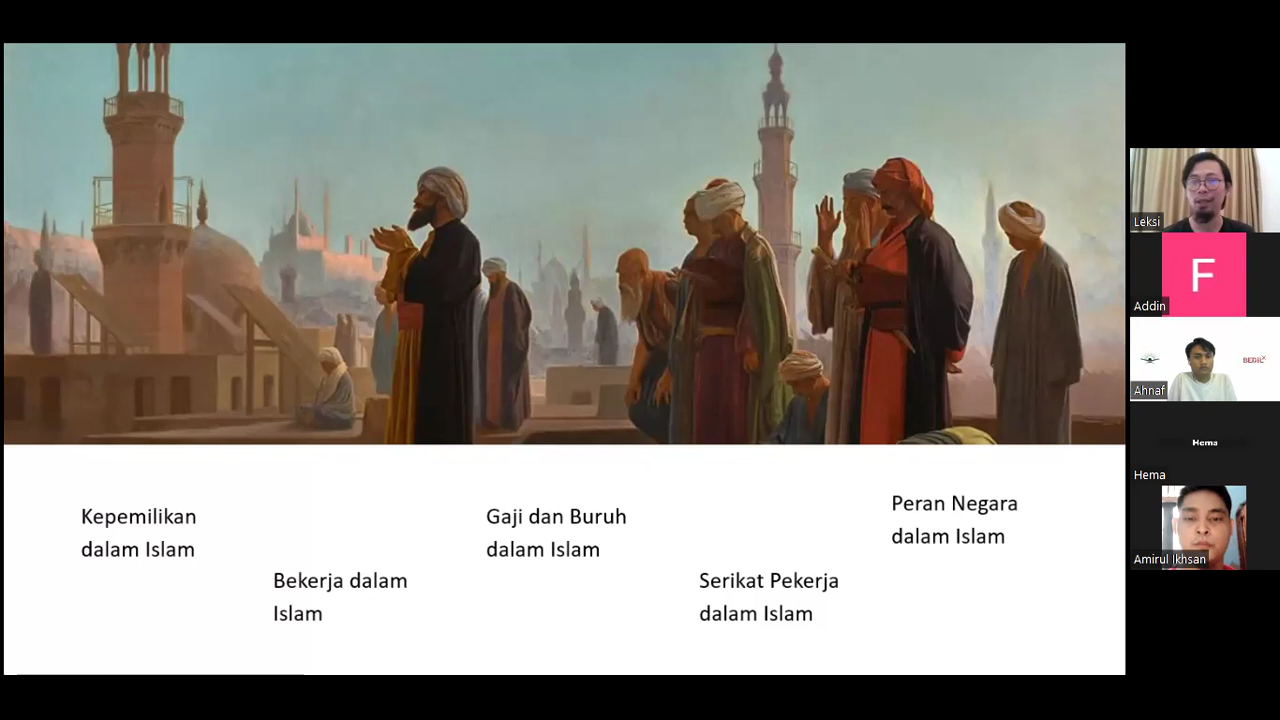 Kepemilikan
dalam Islam
Bekerja dalam
Islam
Gaji dan Buruh
dalam Islam
Serikat Pekerja
dalam Islam
Peran Negara
dalam Islam
Leksi
F
Addin
BEDIL
Ahnaf
Hema
Hema
Amirul Ikhsan